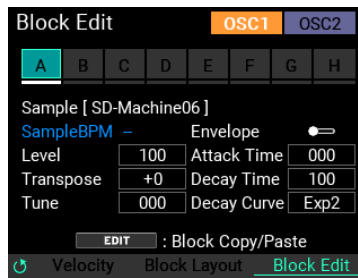 Block Edit OSC1 OSC2
A B C D E F G H
Sample [ SD-Machine06 ]
SampleBPM -- Envelope
Level 100 Attack Time 000
Transpose +0 Decay Time 100
Tune 000 Decay Curve Exp2
EDIT : Block Copy/Paste
Velocity Block Layout Block Edit